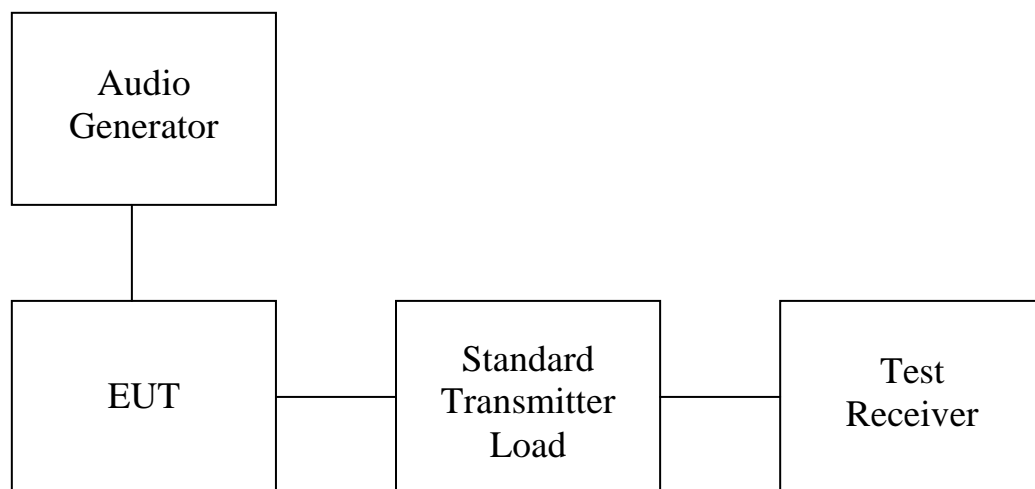 Audio
Generator
EUT
Standard
Transmitter
Load
Test
Receiver